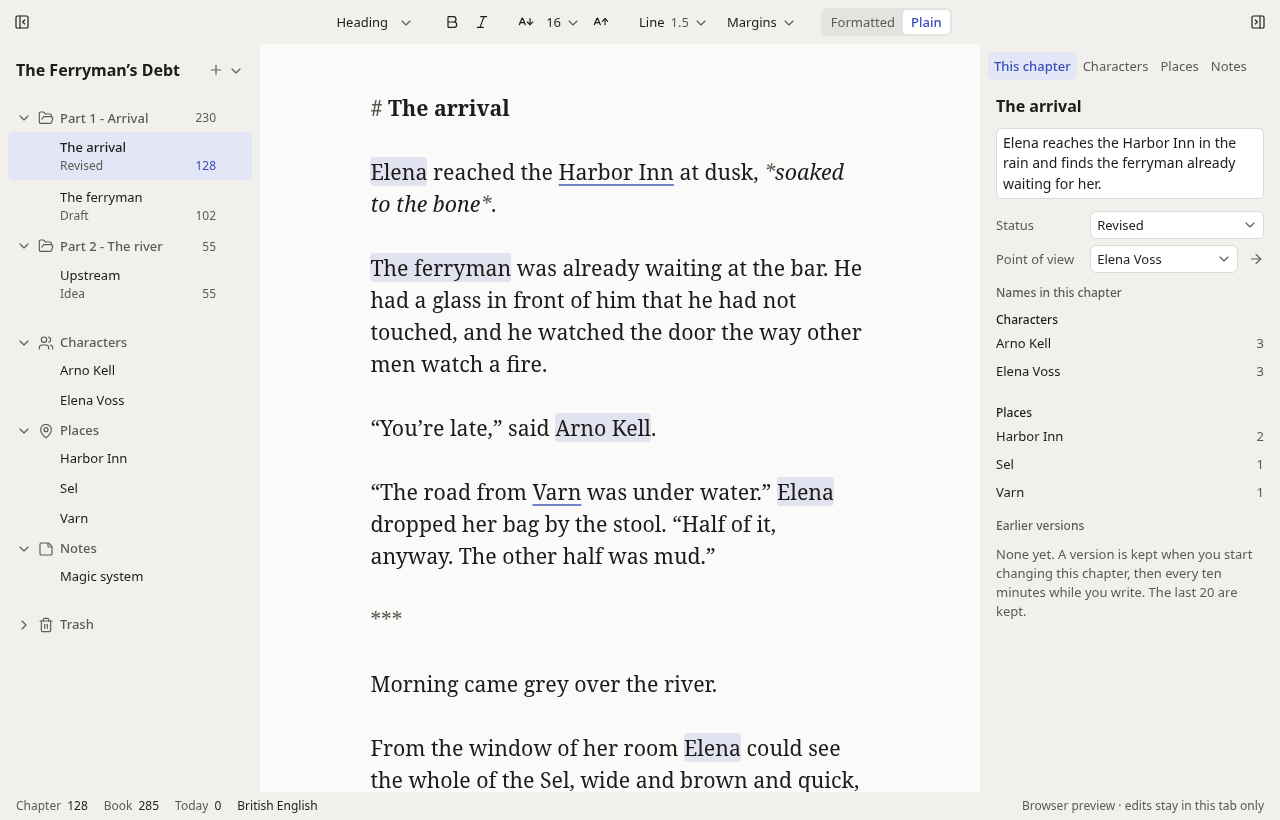 Heading
B
I
A
16
A
Line 1.5
Margins
Formatted
Plain
The Ferryman’s Debt
Part 1 - Arrival 230
The arrival
Revised 128
The ferryman
Draft 102
Part 2 - The river 55
Upstream
Idea 55
Characters
Arno Kell
Elena Voss
Places
Harbor Inn
Sel
Varn
Notes
Magic system
Trash
# The arrival
Elena reached the Harbor Inn at dusk, *soaked
to the bone*.
The ferryman was already waiting at the bar. He
had a glass in front of him that he had not
touched, and he watched the door the way other
men watch a fire.
“You’re late,” said Arno Kell.
“The road from Varn was under water.” Elena
dropped her bag by the stool. “Half of it,
anyway. The other half was mud.”
***
Morning came grey over the river.
From the window of her room Elena could see
the whole of the Sel, wide and brown and quick,
This chapter
Characters
Places
Notes
The arrival
Elena reaches the Harbor Inn in the
rain and finds the ferryman already
waiting for her.
Status Revised
Point of view Elena Voss
Names in this chapter
Characters
Arno Kell 3
Elena Voss 3
Places
Harbor Inn 2
Sel 1
Varn 1
Earlier versions
None yet. A version is kept when you start
changing this chapter, then every ten
minutes while you write. The last 20 are
kept.
Chapter 128 Book 285 Today 0 British English
Browser preview · edits stay in this tab only